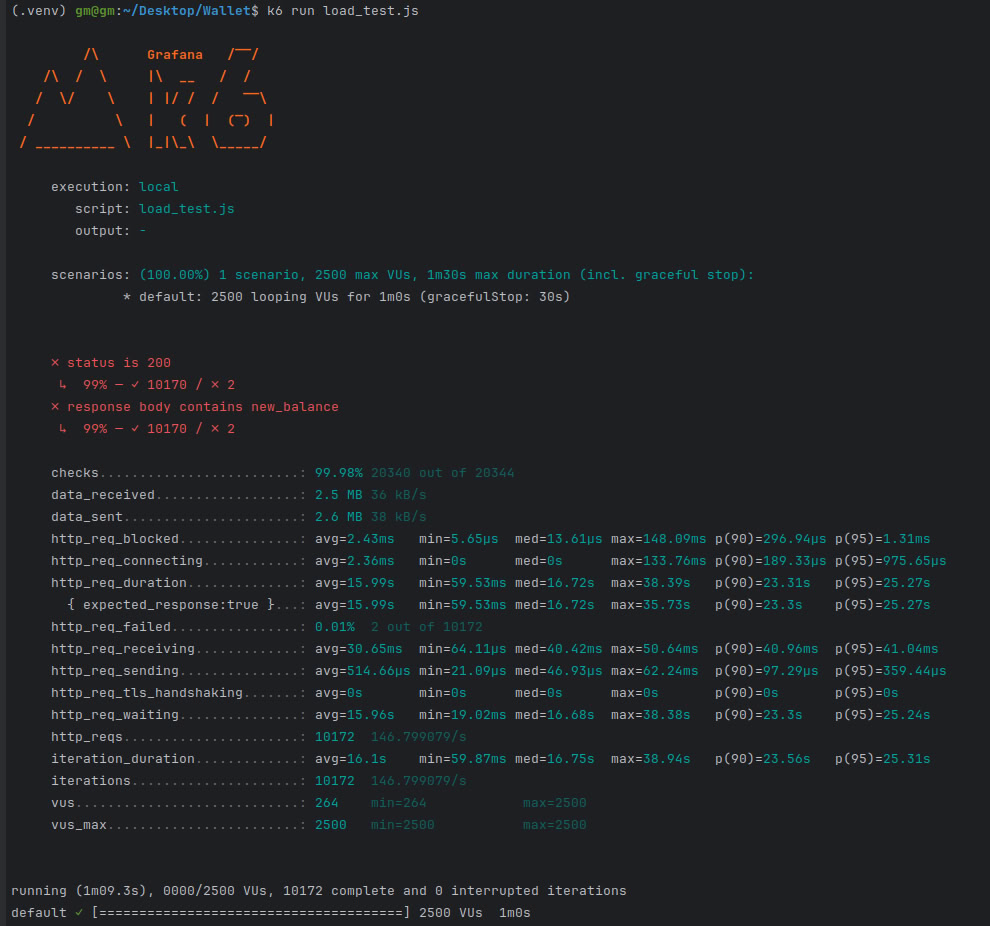 (.venv) gm@gm:~/Desktop/Wallet$ k6 run load_test.js
         /\      Grafana   /‾‾/
    /\  /  \     |\  __   /  /
   /  \/    \    | |/ /  /   ‾‾\
  /          \   |   (  |  (‾)  |
 / __________ \  |_|\_\  \_____/
     execution: local
        script: load_test.js
        output: -
     scenarios: (100.00%) 1 scenario, 2500 max VUs, 1m30s max duration (incl. graceful stop):
              * default: 2500 looping VUs for 1m0s (gracefulStop: 30s)
     ✗ status is 200
      ↳  99% — ✓ 10170 / ✗ 2
     ✗ response body contains new_balance
      ↳  99% — ✓ 10170 / ✗ 2
     checks.........................: 99.98% 20340 out of 20344
     data_received..................: 2.5 MB 36 kB/s
     data_sent......................: 2.6 MB 38 kB/s
     http_req_blocked...............: avg=2.43ms   min=5.65µs  med=13.61µs max=148.09ms p(90)=296.94µs p(95)=1.31ms
     http_req_connecting............: avg=2.36ms   min=0s      med=0s      max=133.76ms p(90)=189.33µs p(95)=975.65µs
     http_req_duration..............: avg=15.99s   min=59.53ms med=16.72s  max=38.39s   p(90)=23.31s   p(95)=25.27s
       { expected_response:true }...: avg=15.99s   min=59.53ms med=16.72s  max=35.73s   p(90)=23.3s    p(95)=25.27s
     http_req_failed................: 0.01%  2 out of 10172
     http_req_receiving.............: avg=30.65ms  min=64.11µs med=40.42ms max=50.64ms  p(90)=40.96ms  p(95)=41.04ms
     http_req_sending...............: avg=514.66µs min=21.09µs med=46.93µs max=62.24ms  p(90)=97.29µs  p(95)=359.44µs
     http_req_tls_handshaking.......: avg=0s       min=0s      med=0s      max=0s       p(90)=0s       p(95)=0s
     http_req_waiting...............: avg=15.96s   min=19.02ms med=16.68s  max=38.38s   p(90)=23.3s    p(95)=25.24s
     http_reqs......................: 10172  146.799079/s
     iteration_duration.............: avg=16.1s    min=59.87ms med=16.75s  max=38.94s   p(90)=23.56s   p(95)=25.31s
     iterations.....................: 10172  146.799079/s
     vus............................: 264    min=264            max=2500
     vus_max........................: 2500   min=2500           max=2500
running (1m09.3s), 0000/2500 VUs, 10172 complete and 0 interrupted iterations
default ✓ [======================================] 2500 VUs  1m0s